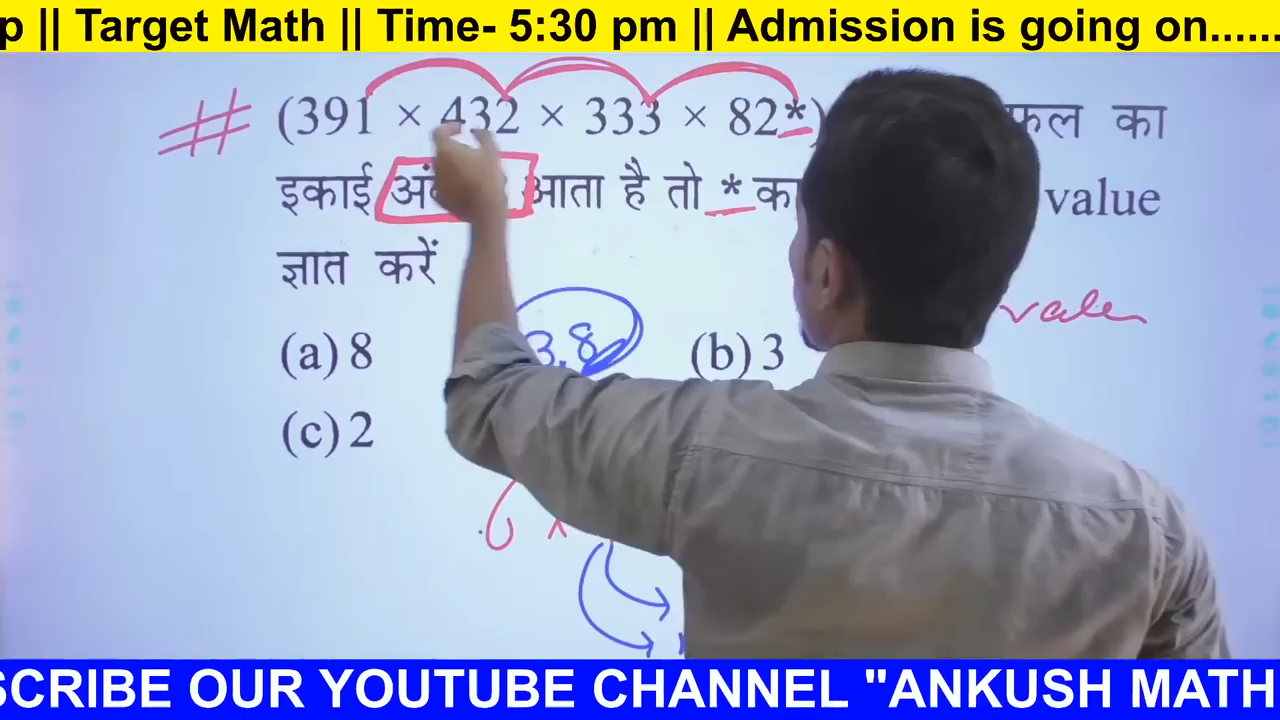 p || Target Math || Time- 5:30 pm || Admission is going on......
# (391 × 432 × 333 × 82*) का
इकाई आता है तो * value
ज्ञात करें
3,8
(a) 8 (b) 3
(c) 2
6 ×
SCRIBE OUR YOUTUBE CHANNEL "ANKUSH MATH